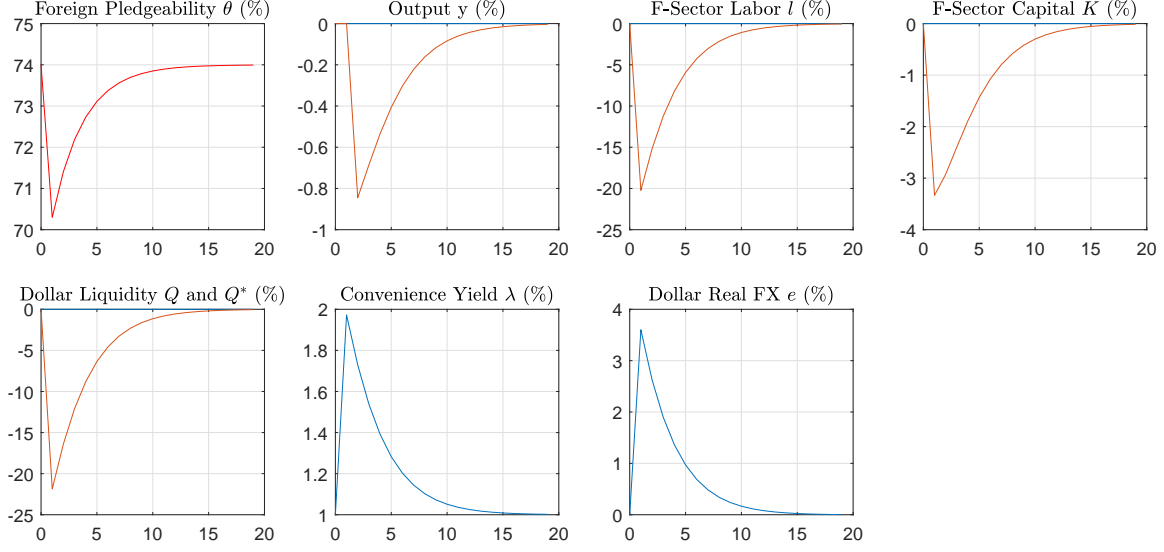 Foreign Pledgeability θ (%)
75
74
73
72
71
70
0 5 10 15 20
Output y (%)
0
-0.2
-0.4
-0.6
-0.8
-1
0 5 10 15 20
F-Sector Labor l (%)
0
-5
-10
-15
-20
-25
0 5 10 15 20
F-Sector Capital K (%)
0
-1
-2
-3
-4
0 5 10 15 20
Dollar Liquidity Q and Q* (%)
0
-5
-10
-15
-20
-25
0 5 10 15 20
Convenience Yield λ (%)
2
1.8
1.6
1.4
1.2
1
0 5 10 15 20
Dollar Real FX e (%)
4
3
2
1
0
0 5 10 15 20